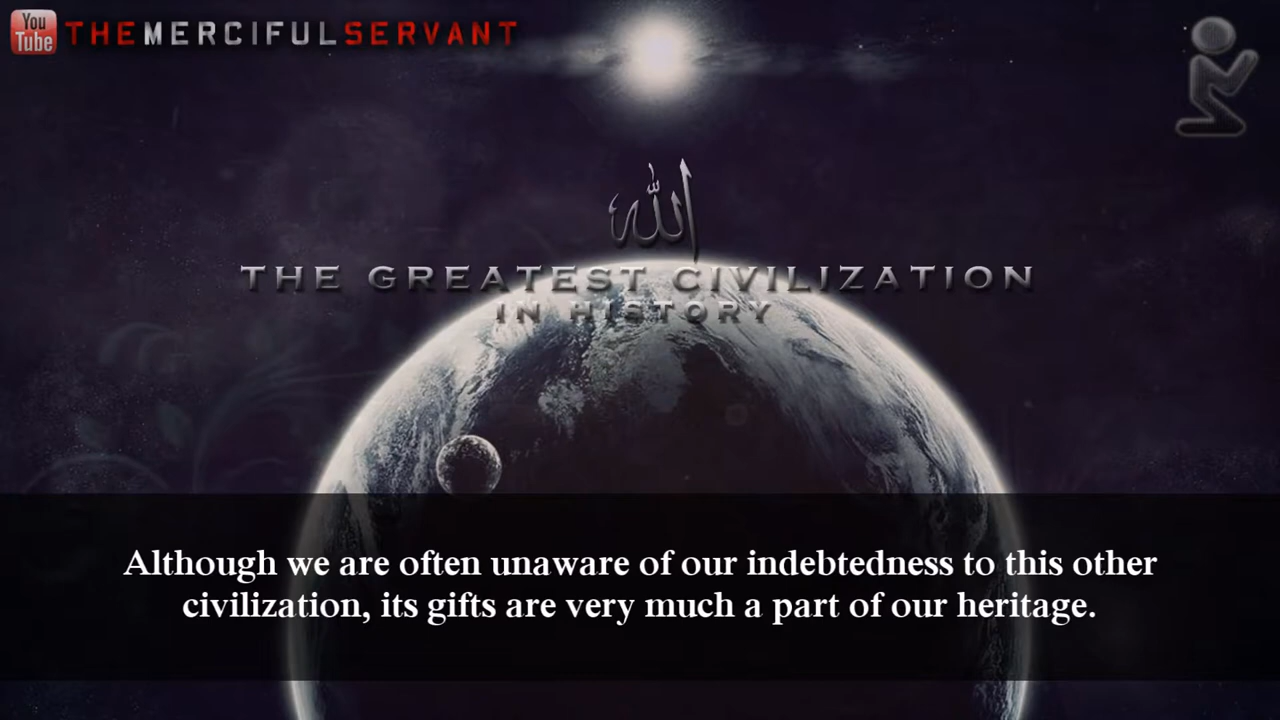 You
Tube
THEMERCIFULSERVANT
الله
THE GREATEST CIVILIZATION
IN HISTORY
Although we are often unaware of our indebtedness to this other
civilization, its gifts are very much a part of our heritage.